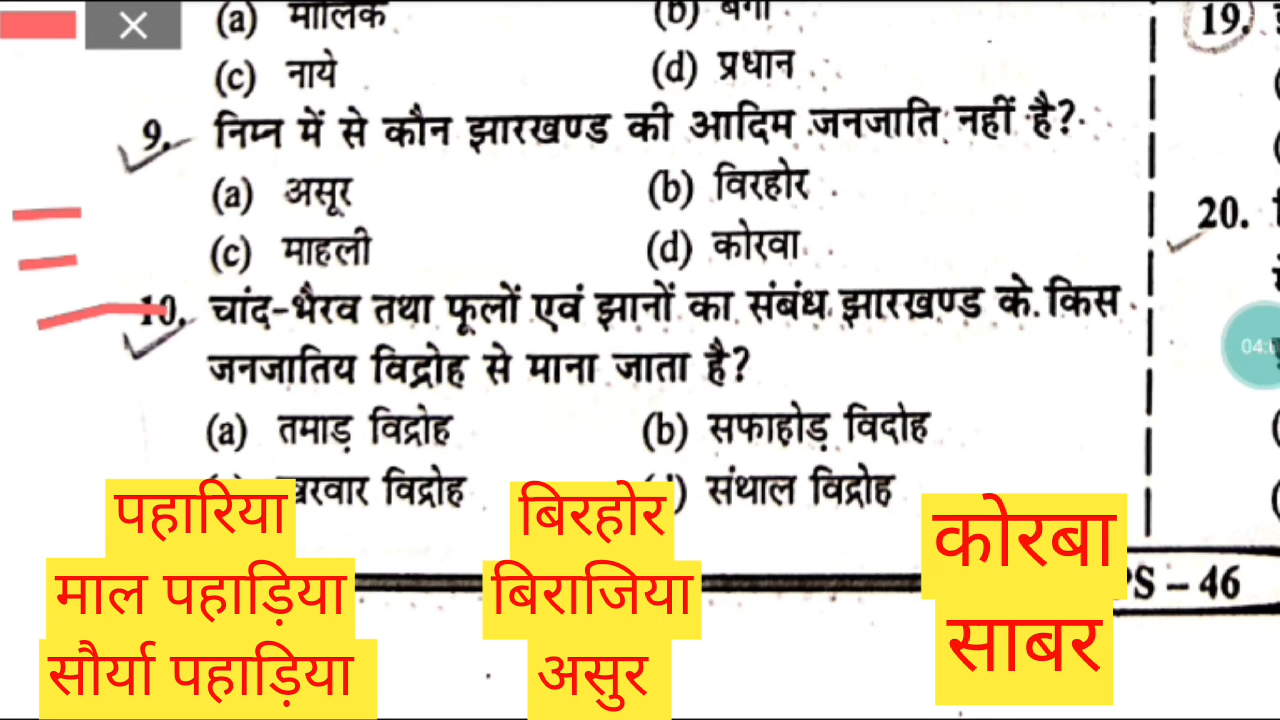 (a) मालिक (b)
(c) नाये (d) प्रधान
9. निम्न में से कौन झारखण्ड की आदिम जनजाति नहीं है?
(a) असूर (b) विरहोर
(c) माहली (d) कोरवा
10. चांद-भैरव तथा फूलों एवं झानों का संबंध झारखण्ड के किस
जनजातिय विद्रोह से माना जाता है?
(a) तमाड़ विद्रोह (b) सफाहोड़ विदोह
विद्रोह संथाल विद्रोह
19.
20.
04:
पहारिया
माल पहाड़िया
सौर्या पहाड़िया
बिरहोर
बिराजिया
असुर
कोरबा
साबर
– 46